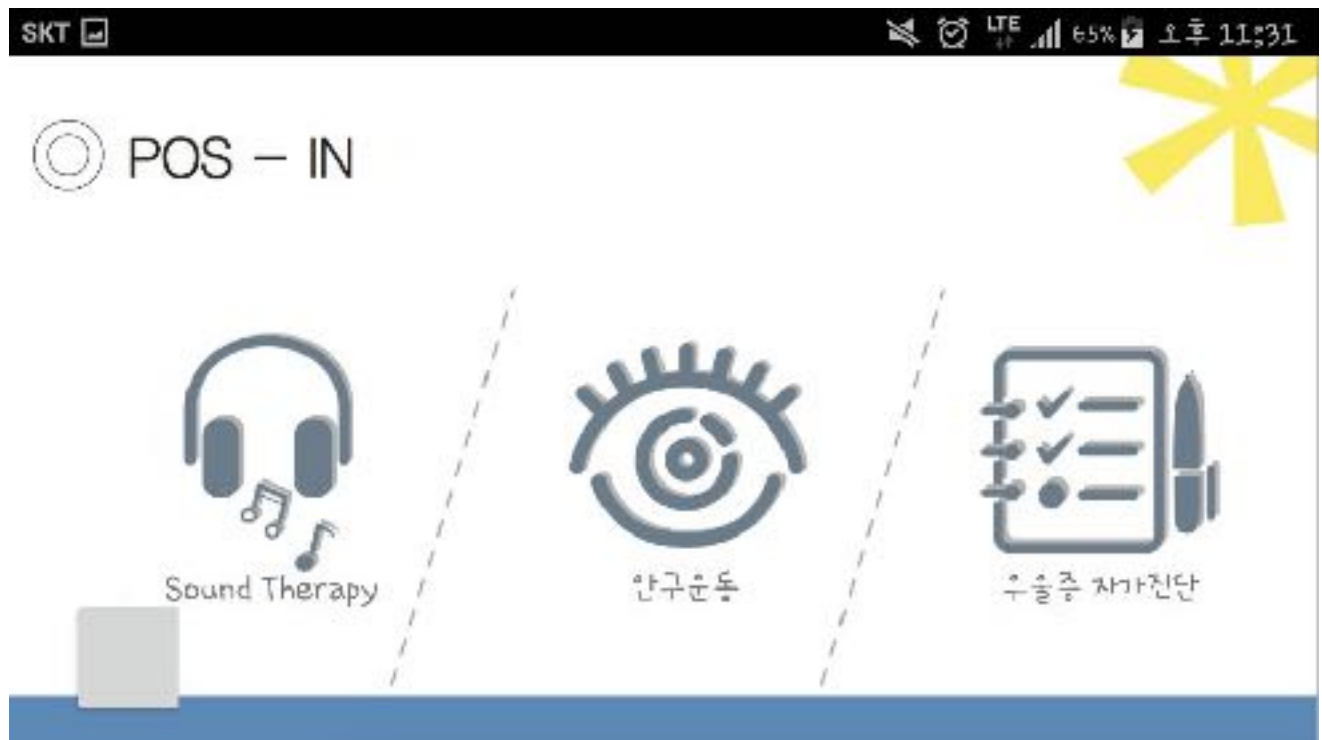 SKT LTE 65% 오후 11:31
POS - IN
Sound Therapy
안구운동
우울증 자가진단